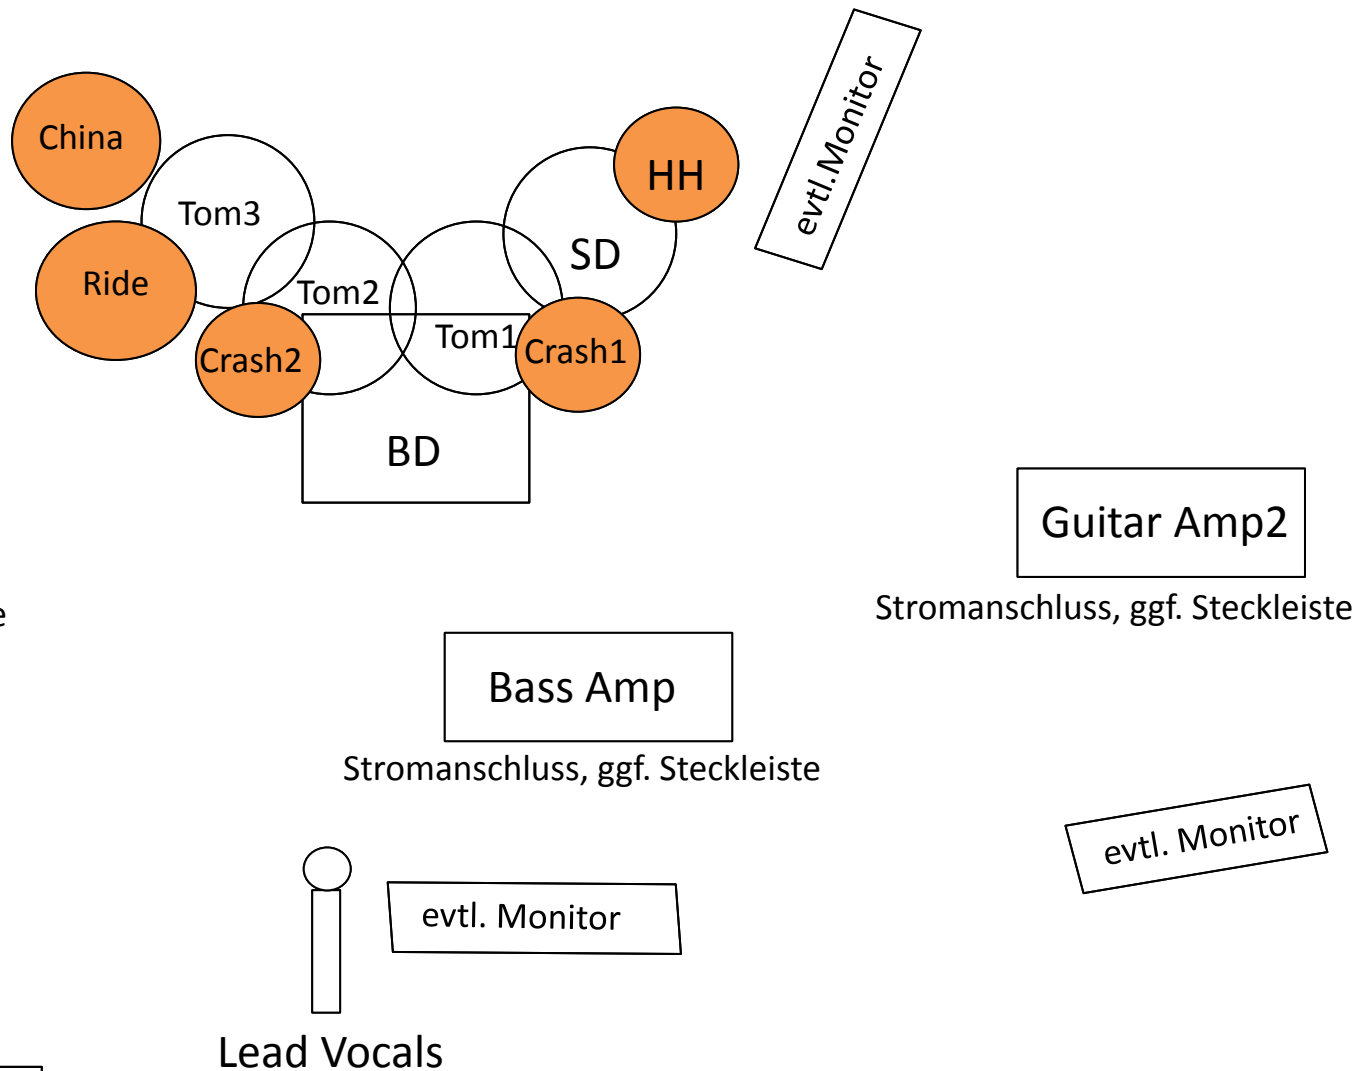 China
evtl.Monitor
HH
Tom3
SD
Ride
Tom2
Tom1
Crash1
Crash2
BD
Guitar Amp2
Stromanschluss, ggf. Steckleiste
e
Bass Amp
Stromanschluss, ggf. Steckleiste
evtl. Monitor
evtl. Monitor
Lead Vocals